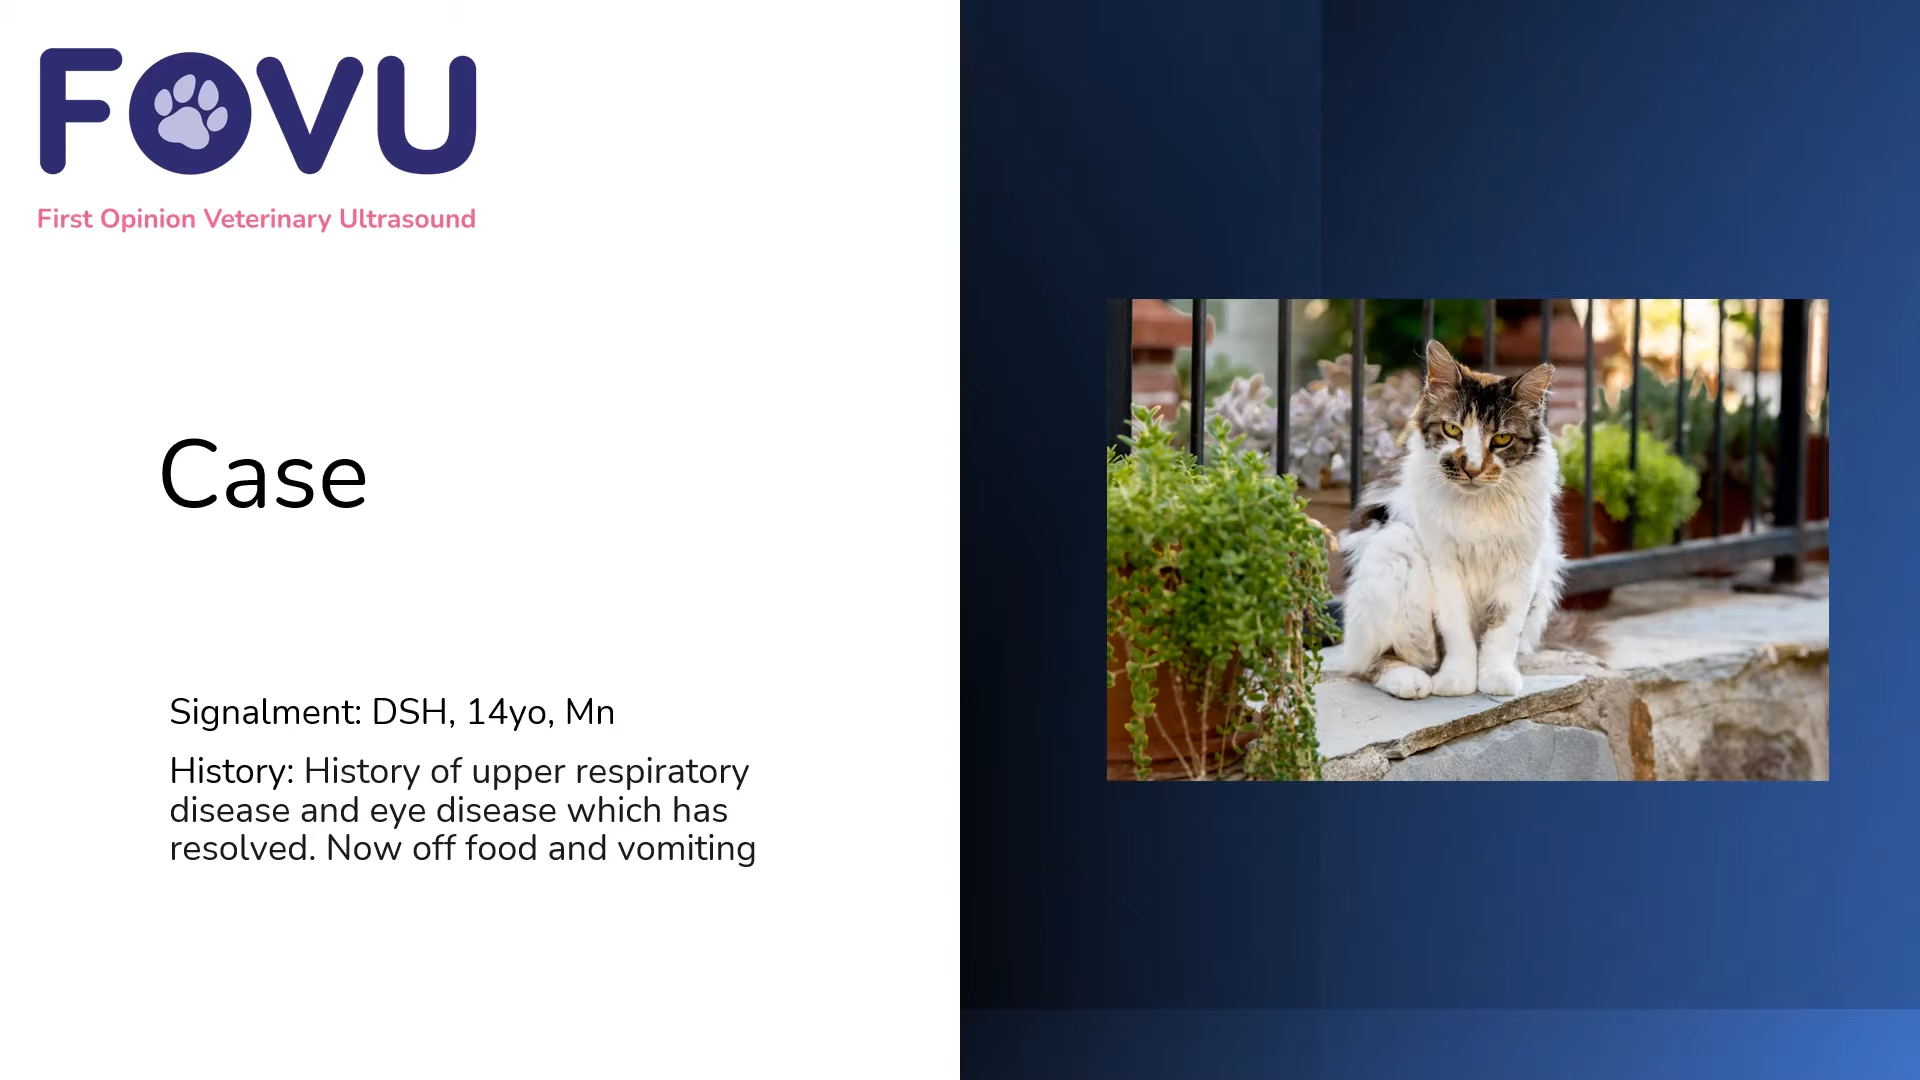 FOVU
First Opinion Veterinary Ultrasound
Case
Signalment: DSH, 14yo, Mn
History: History of upper respiratory
disease and eye disease which has
resolved. Now off food and vomiting